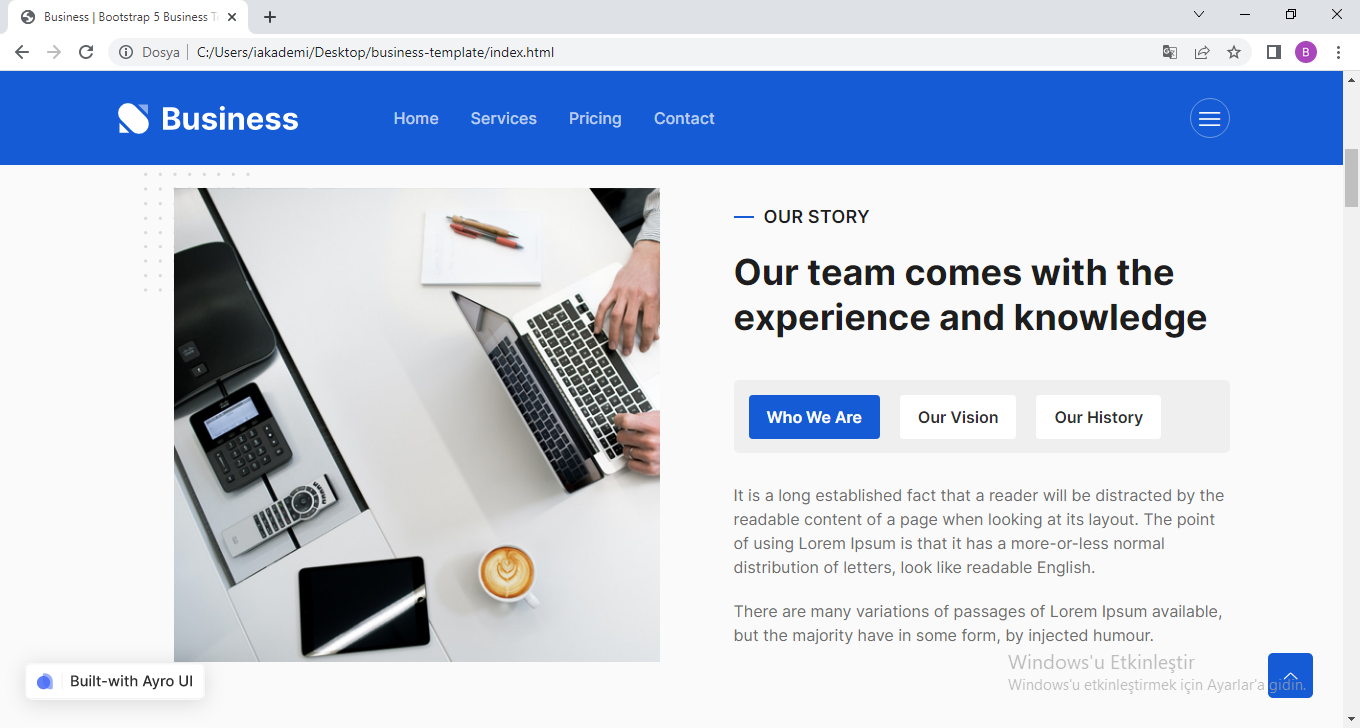 Business | Bootstrap 5 Business T
Dosya
C:/Users/iakademi/Desktop/business-template/index.html
B
Business
Home
Services
Pricing
Contact
OUR STORY
Our team comes with the
experience and knowledge
Who We Are
Our Vision
Our History
It is a long established fact that a reader will be distracted by the
readable content of a page when looking at its layout. The point
of using Lorem Ipsum is that it has a more-or-less normal
distribution of letters, look like readable English.
There are many variations of passages of Lorem Ipsum available,
but the majority have in some form, by injected humour.
Windows'u Etkinleştir
Windows'u etkinleştirmek için Ayarlar'a gidin.
Built-with Ayro UI